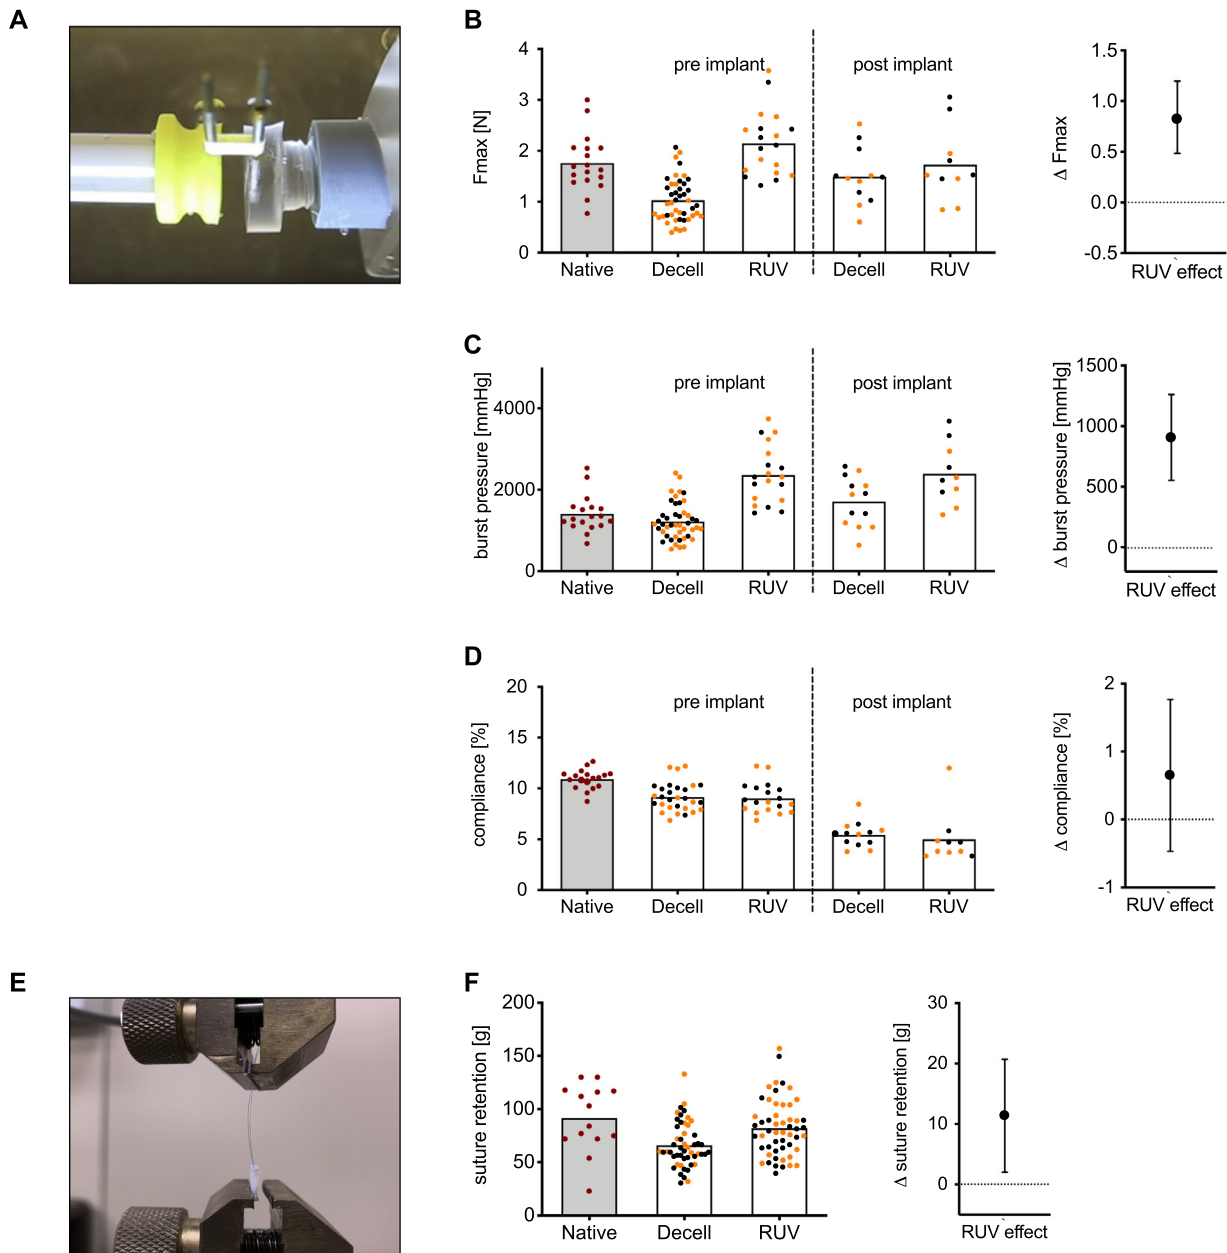 A
B
4
3
2
1
0
Fmax [N]
pre implant
post implant
Native
Decell
RUV
Decell
RUV
1.5
1.0
0.5
0.0
-0.5
Δ Fmax
RUV effect
C
4000
2000
0
burst pressure [mmHg]
pre implant
post implant
Native
Decell
RUV
Decell
RUV
1500
1000
500
0
Δ burst pressure [mmHg]
RUV effect
D
20
15
10
5
0
compliance [%]
pre implant
post implant
Native
Decell
RUV
Decell
RUV
2
1
0
-1
Δ compliance [%]
RUV effect
E
F
200
150
100
50
0
suture retention [g]
Native
Decell
RUV
30
20
10
0
Δ suture retention [g]
RUV effect